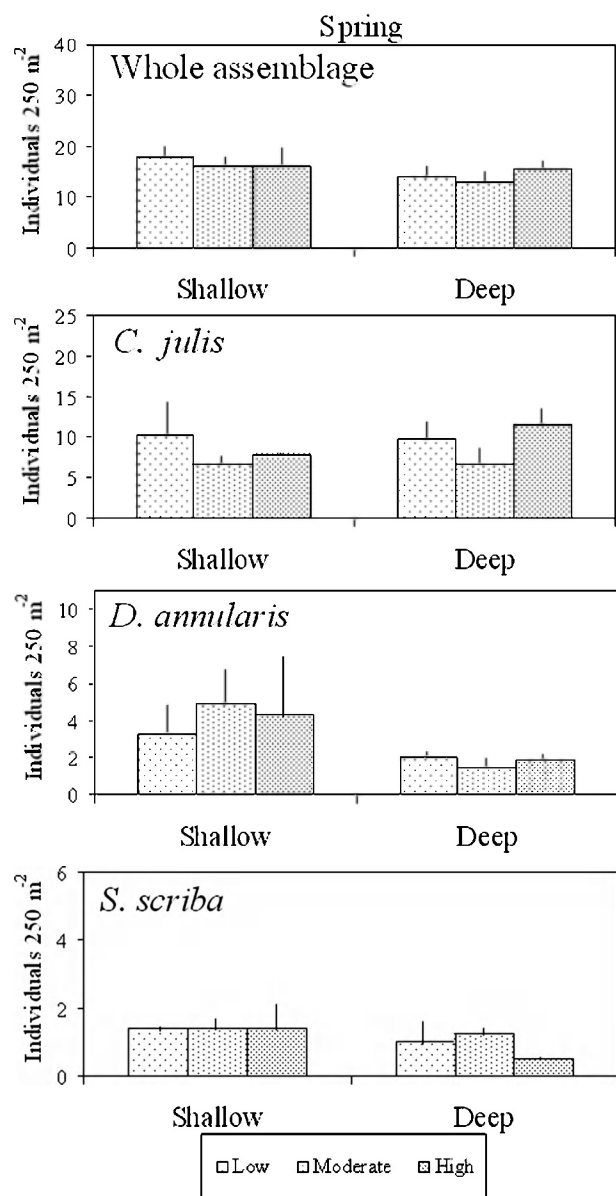 Spring
Whole assemblage
Individuals 250 m-2
40
30
20
10
0
Shallow Deep
C. julis
Individuals 250 m-2
25
20
15
10
5
0
Shallow Deep
D. annularis
Individuals 250 m-2
10
8
6
4
2
0
Shallow Deep
S. scriba
Individuals 250 m-2
6
4
2
0
Shallow Deep
Low Moderate High